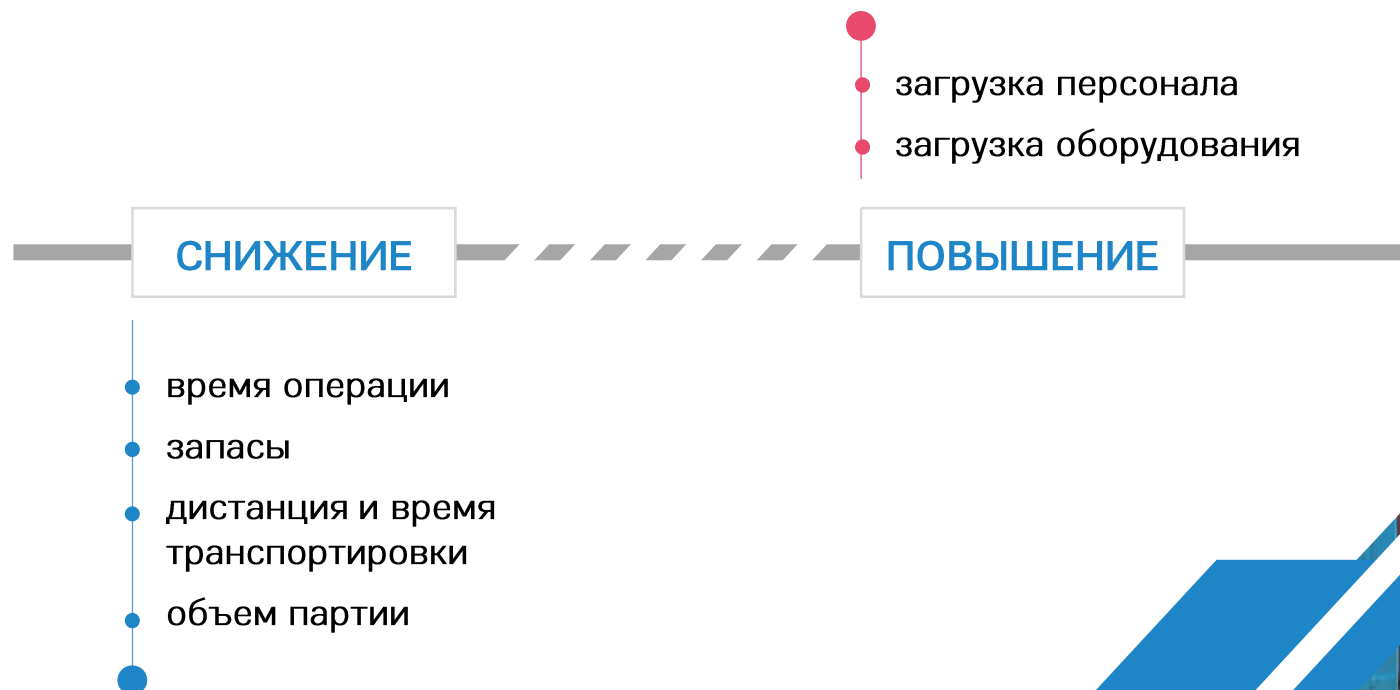 загрузка персонала
загрузка оборудования
СНИЖЕНИЕ
ПОВЫШЕНИЕ
время операции
запасы
дистанция и время
транспортировки
объем партии